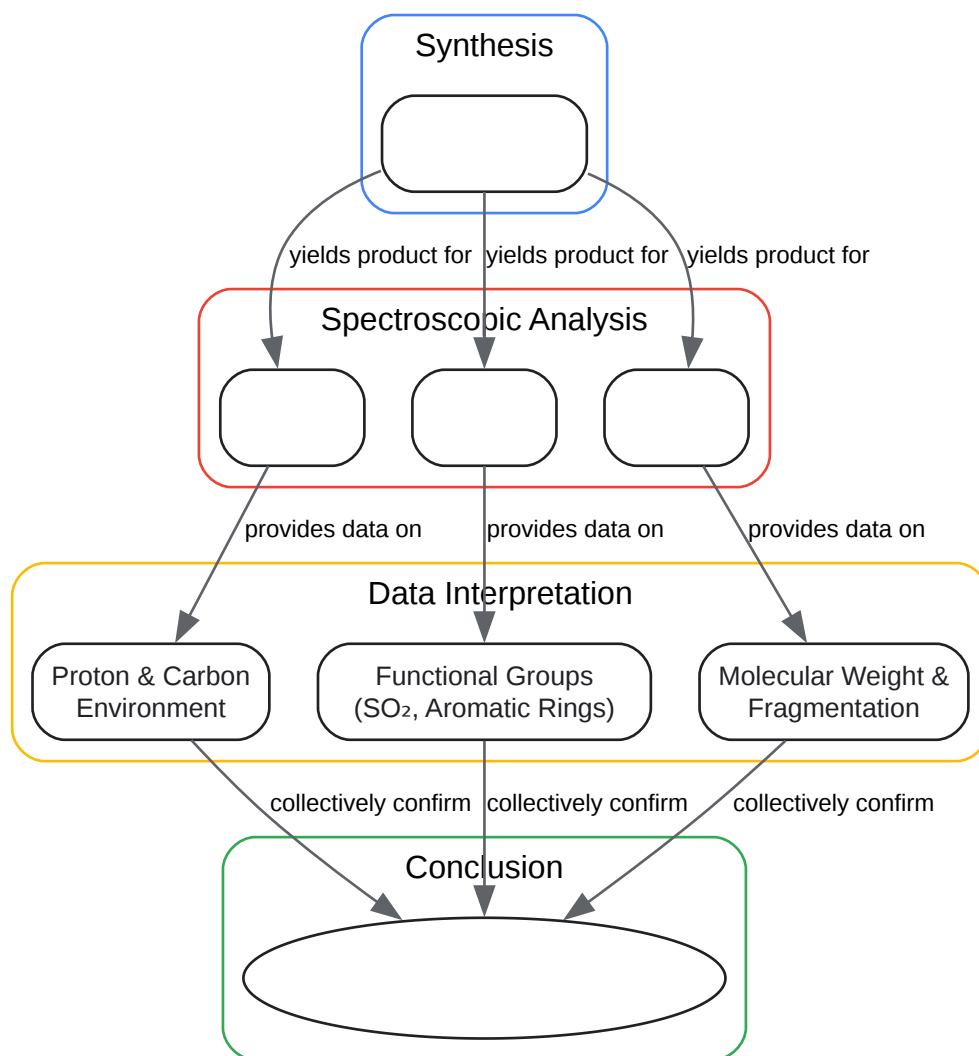 Synthesis
yields product for
yields product for
yields product for
Spectroscopic Analysis
provides data on
provides data on
provides data on
Data Interpretation
Proton & Carbon
Environment
Functional Groups
(SO₂, Aromatic Rings)
Molecular Weight &
Fragmentation
collectively confirm
collectively confirm
collectively confirm
Conclusion